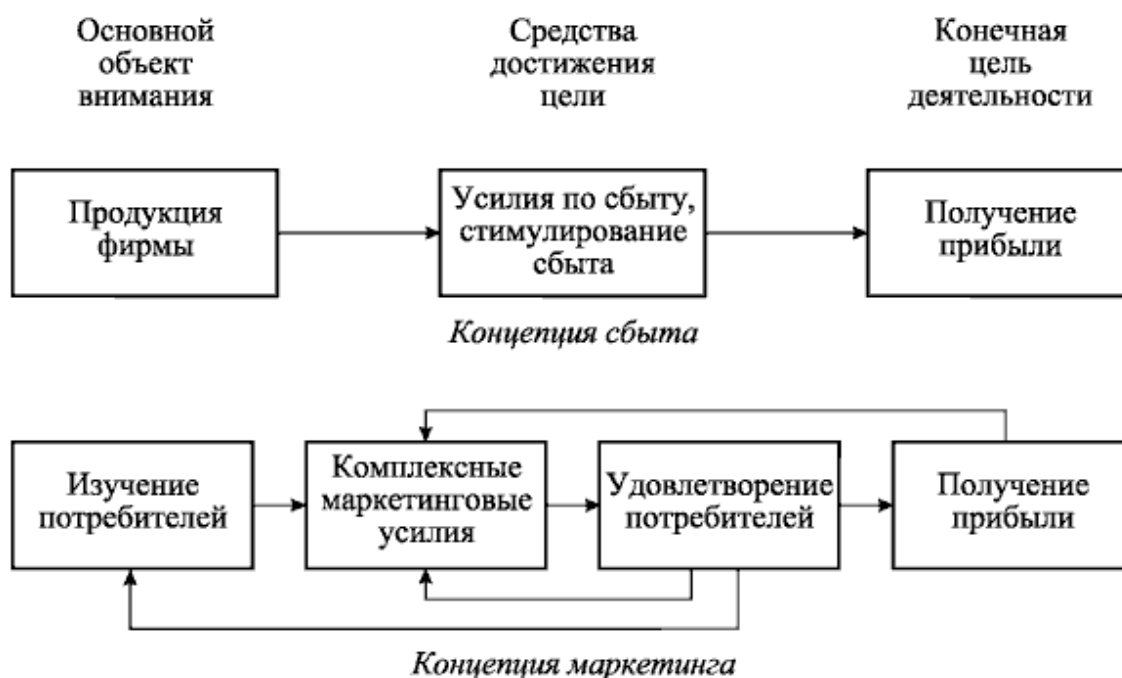 Основной
объект
внимания
Средства
достижения
цели
Конечная
цель
деятельности
Продукция
фирмы
Усилия по сбыту,
стимулирование
сбыта
Получение
прибыли
Концепция сбыта
Изучение
потребителей
Комплексные
маркетинговые
усилия
Удовлетворение
потребителей
Получение
прибыли
Концепция маркетинга